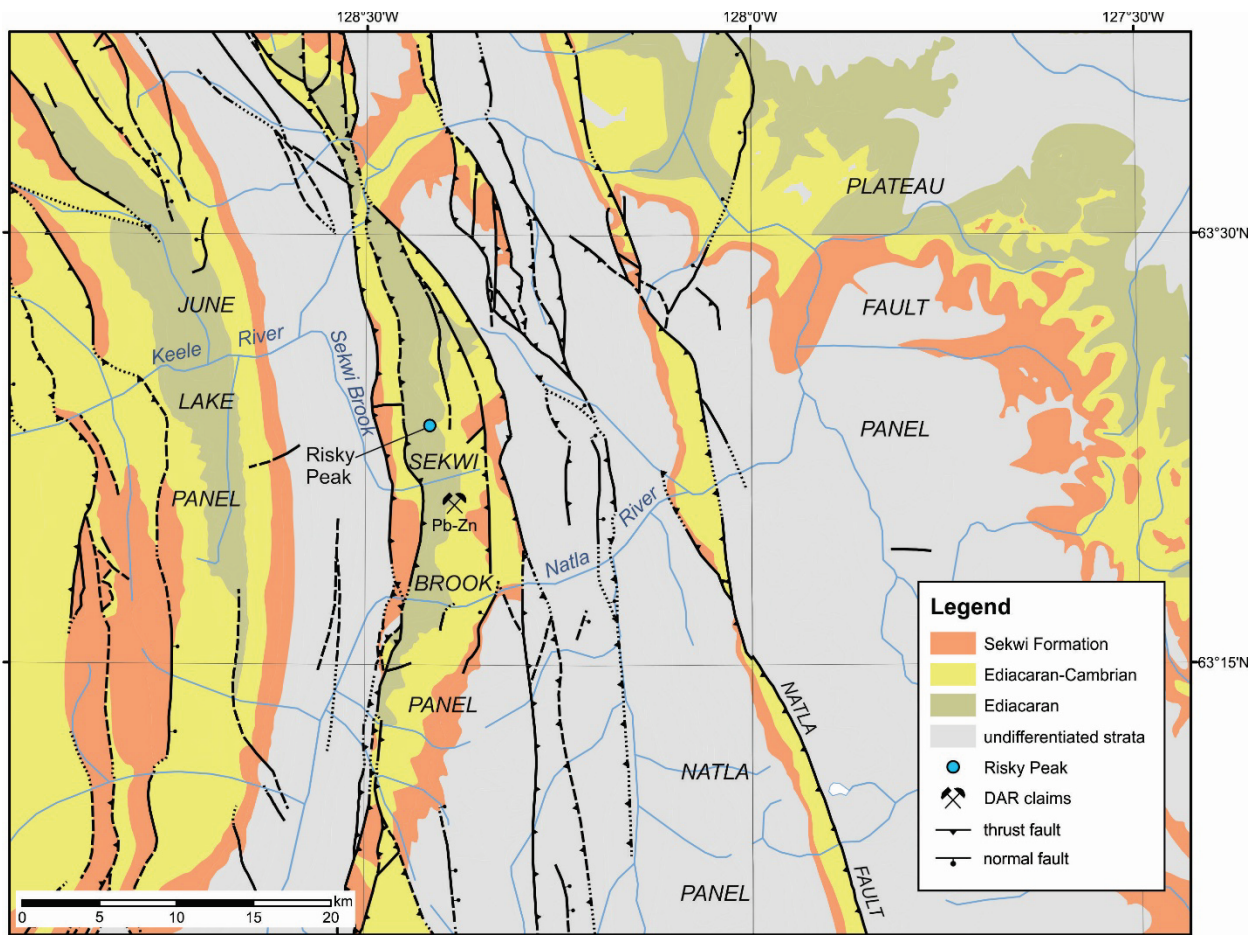 128°30'W
128°0'W
127°30'W
PLATEAU
63°30'N
JUNE
FAULT
Keele River
Sekwi Brook
LAKE
PANEL
Risky
Peak
SEKWI
PANEL
Pb-Zn
River
Natla
BROOK
63°15'N
PANEL
NATLA
NATLA
PANEL
FAULT
Legend
Sekwi Formation
Ediacaran-Cambrian
Ediacaran
undifferentiated strata
Risky Peak
DAR claims
thrust fault
normal fault
km
0 5 10 15 20